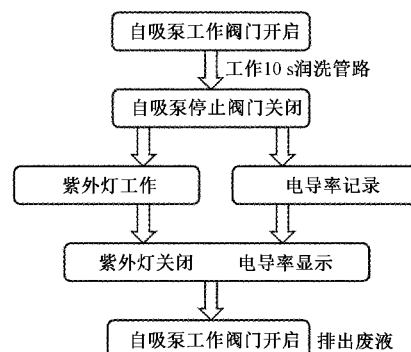 自吸泵工作阀门开启
工作10 s润洗管路
自吸泵停止阀门关闭
紫外灯工作
电导率记录
紫外灯关闭 电导率显示
自吸泵工作阀门开启 排出废液